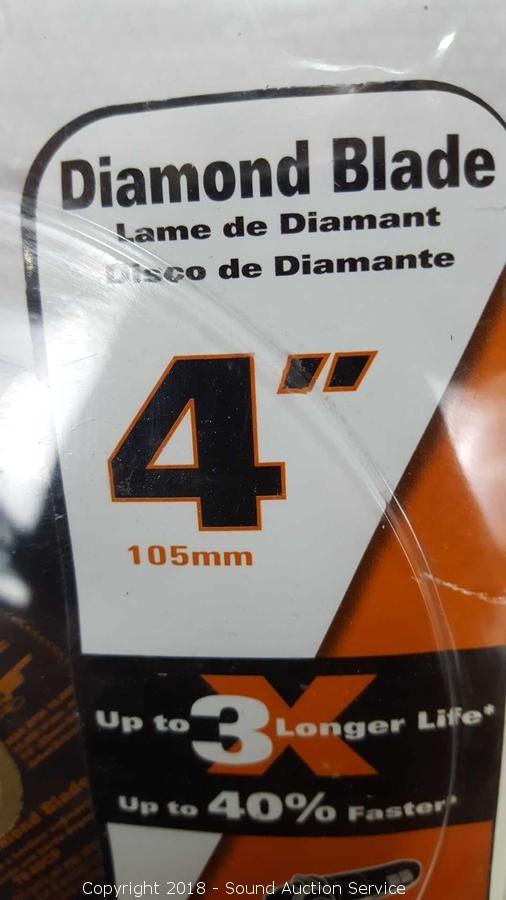 Diamond Blade
Lame de Diamant
Disco de Diamante
4"
105mm
Up to 3X Longer Life*
Up to 40% Faster*
Copyright 2018 - Sound Auction Service